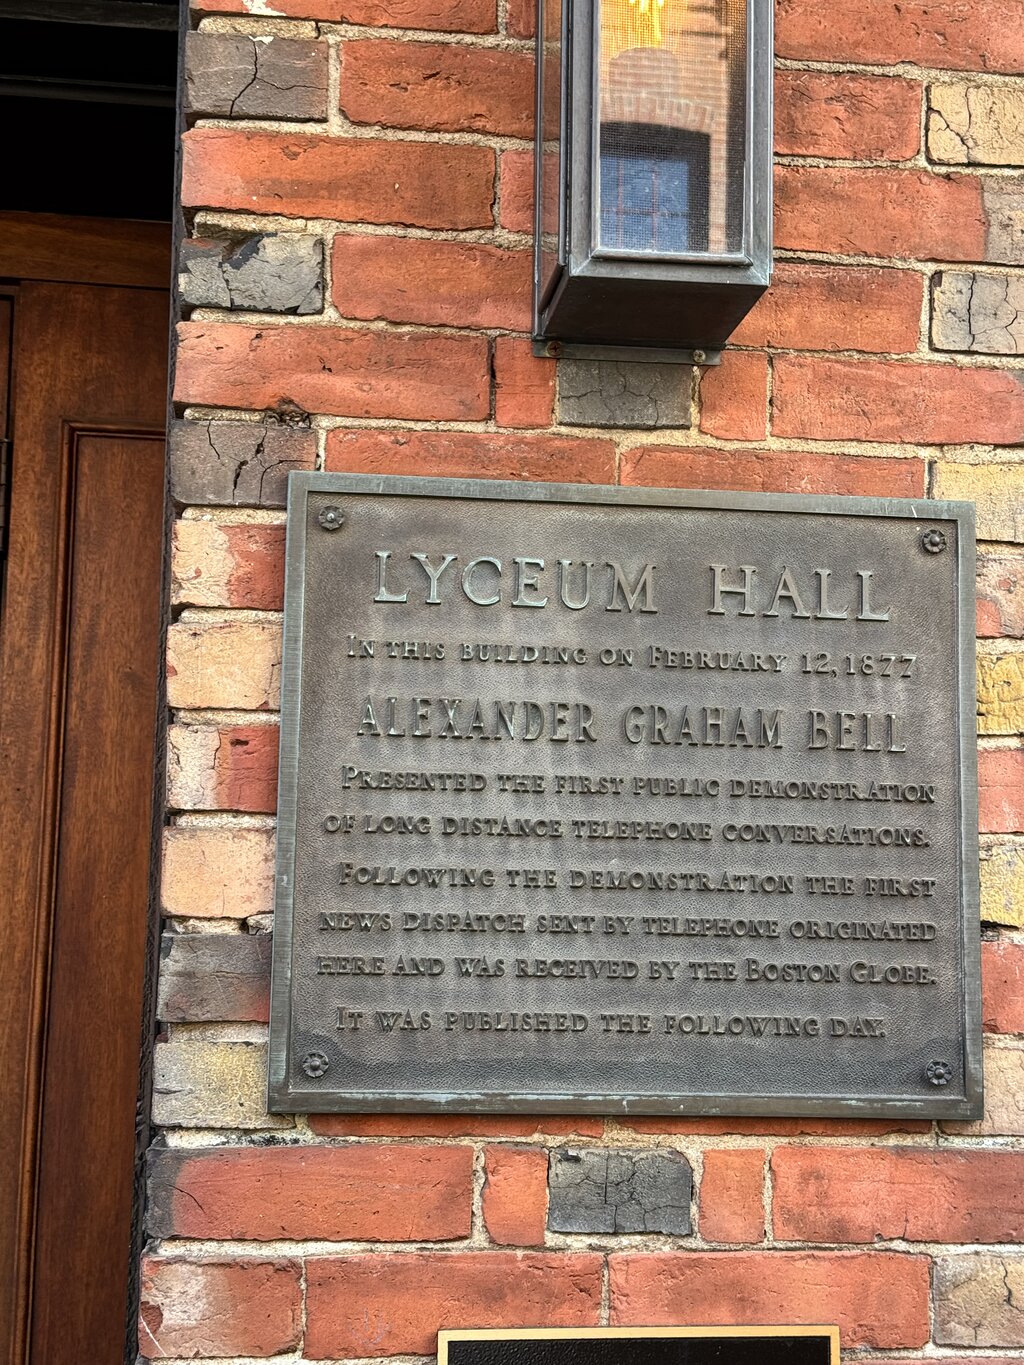 LYCEUM HALL
IN THIS BUILDING ON FEBRUARY 12, 1877
ALEXANDER GRAHAM BELL
PRESENTED THE FIRST PUBLIC DEMONSTRATION
OF LONG DISTANCE TELEPHONE CONVERSATIONS.
FOLLOWING THE DEMONSTRATION THE FIRST
NEWS DISPATCH SENT BY TELEPHONE ORIGINATED
HERE AND WAS RECEIVED BY THE BOSTON GLOBE.
IT WAS PUBLISHED THE FOLLOWING DAY.